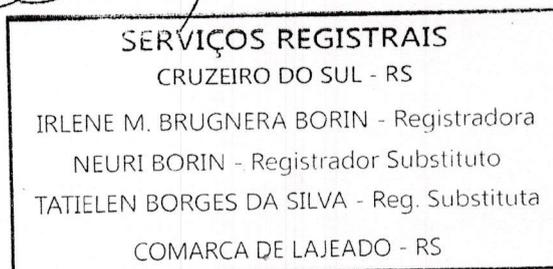 SERVIÇOS REGISTRAIS
CRUZEIRO DO SUL - RS
IRLENE M. BRUGNERA BORIN - Registradora
NEURI BORIN - Registrador Substituto
TATIELEN BORGES DA SILVA - Reg. Substituta
COMARCA DE LAJEADO - RS